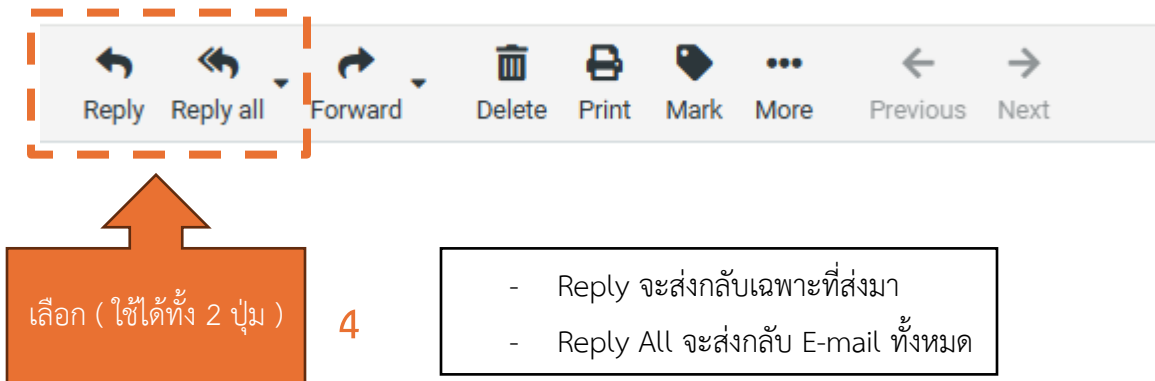 Reply Reply all Forward Delete Print Mark More Previous Next
เลือก ( ใช้ได้ทั้ง 2 ปุ่ม )
4
- Reply จะส่งกลับเฉพาะที่ส่งมา
- Reply All จะส่งกลับ E-mail ทั้งหมด